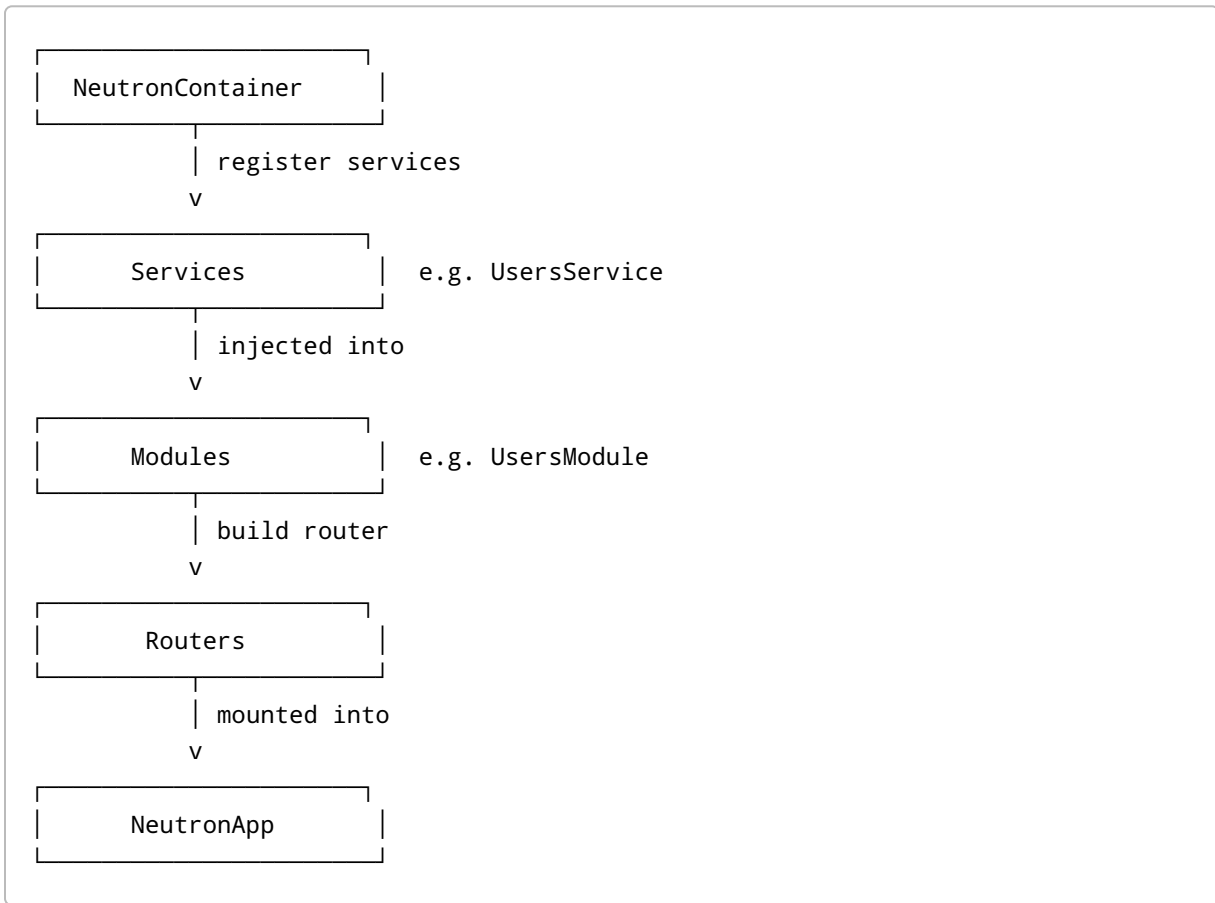 NeutronContainer
register services
v
Services e.g. UsersService
injected into
v
Modules e.g. UsersModule
build router
v
Routers
mounted into
v
NeutronApp